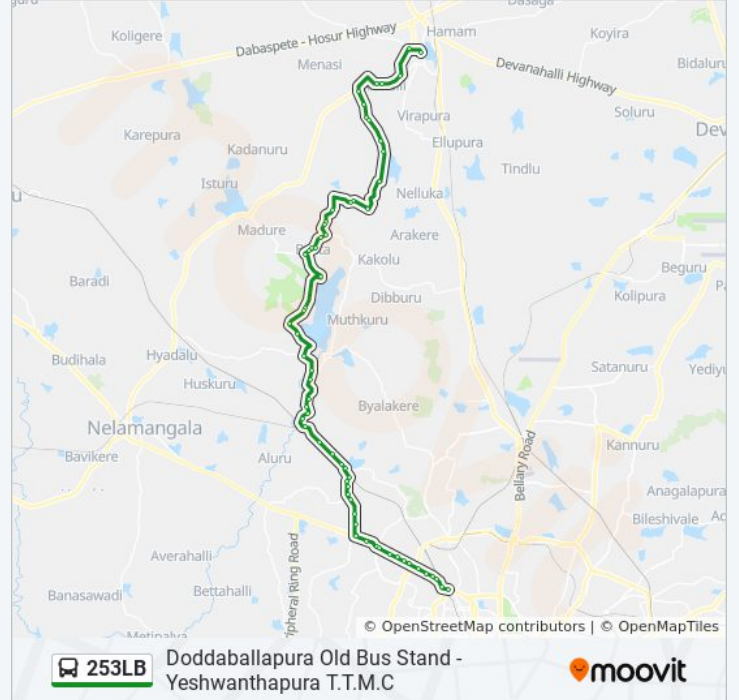 Dasaga
Koligere
Dabaspete - Hosur Highway
Hamam
Koyira
Menasi
Devanahalli Highway
Bidaluru
Virapura
Soluru
Karepura
Kadanuru
Ellupura
Dev
Tindlu
Isturu
Nelluka
Madure
Arakere
Kakolu
Beguru
Baradi
Dibburu
Kolipura
Muthkuru
Budihala
Hyadalu
Satanuru
Huskuru
Yediyu
Byalakere
Nelamangala
Kannuru
Bavikere
Aluru
Bellary Road
Anagalapura
Bileshivale
Averahalli
ipheral Ring Road
Banasawadi
Bettahalli
© OpenStreetMap contributors | © OpenMapTiles
253LB
Doddaballapura Old Bus Stand -
Yeshwanthapura T.T.M.C
moovit